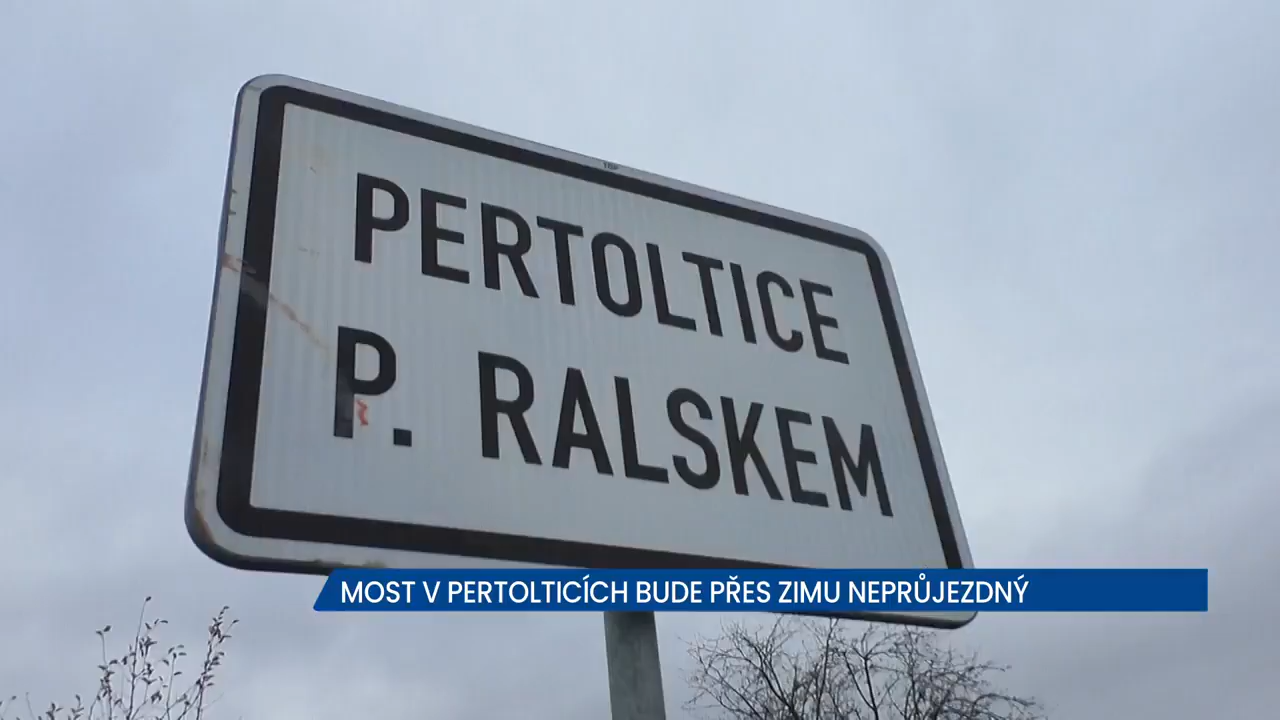 PERTOLTICE
P. RALSKEM
MOST V PERTOLTICÍCH BUDE PŘES ZIMU NEPRŮJEZDNÝ